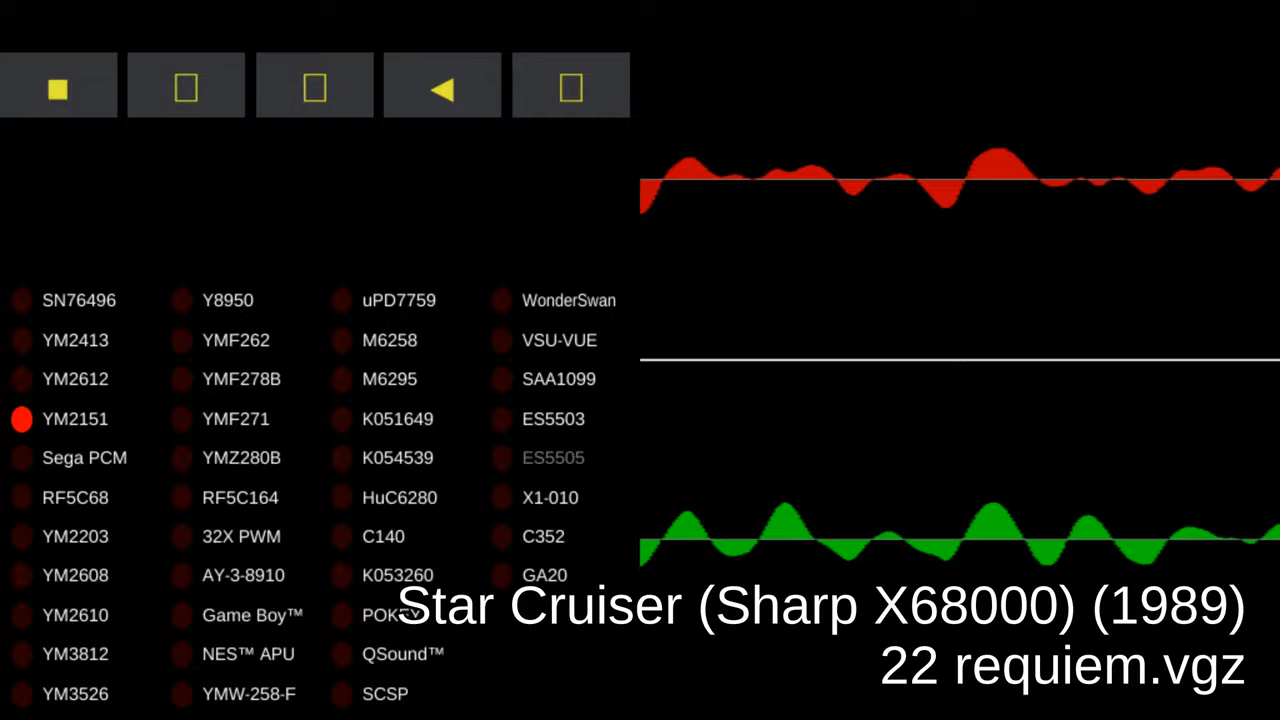 SN76496 Y8950 uPD7759 WonderSwan
YM2413 YMF262 M6258 VSU-VUE
YM2612 YMF278B M6295 SAA1099
YM2151 YMF271 K051649 ES5503
Sega PCM YMZ280B K054539 ES5505
RF5C68 RF5C164 HuC6280 X1-010
YM2203 32X PWM C140 C352
YM2608 AY-3-8910 K053260 GA20
YM2610 Game Boy™ POKEY
YM3812 NES™ APU QSound™
YM3526 YMW-258-F SCSP
Star Cruiser (Sharp X68000) (1989)
22 requiem.vgz